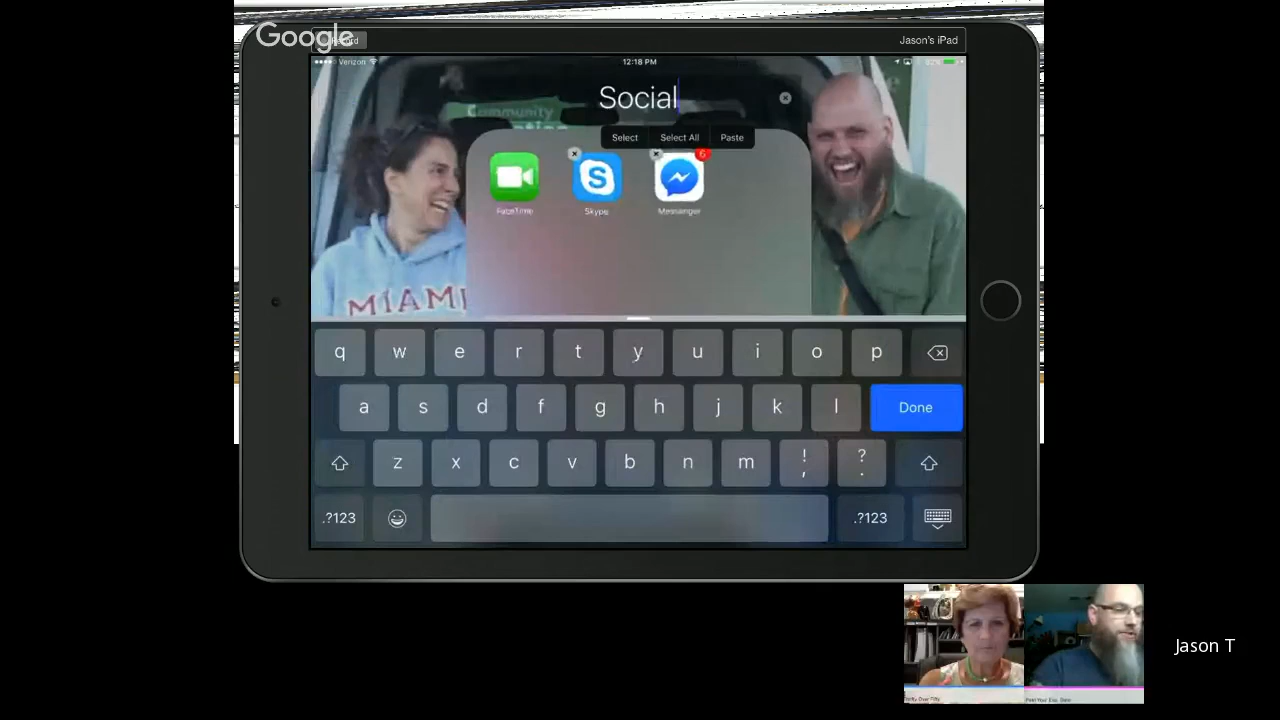 Google
Jason's iPad
Verizon
12:18 PM
Social
Community
Select
Select All
Paste
6
FaceTime
Skype
Messenger
MIAMI
q w e r t y u i o p
a s d f g h j k l Done
z x c v b n m ! , ? .
.?123 .?123
Jason T